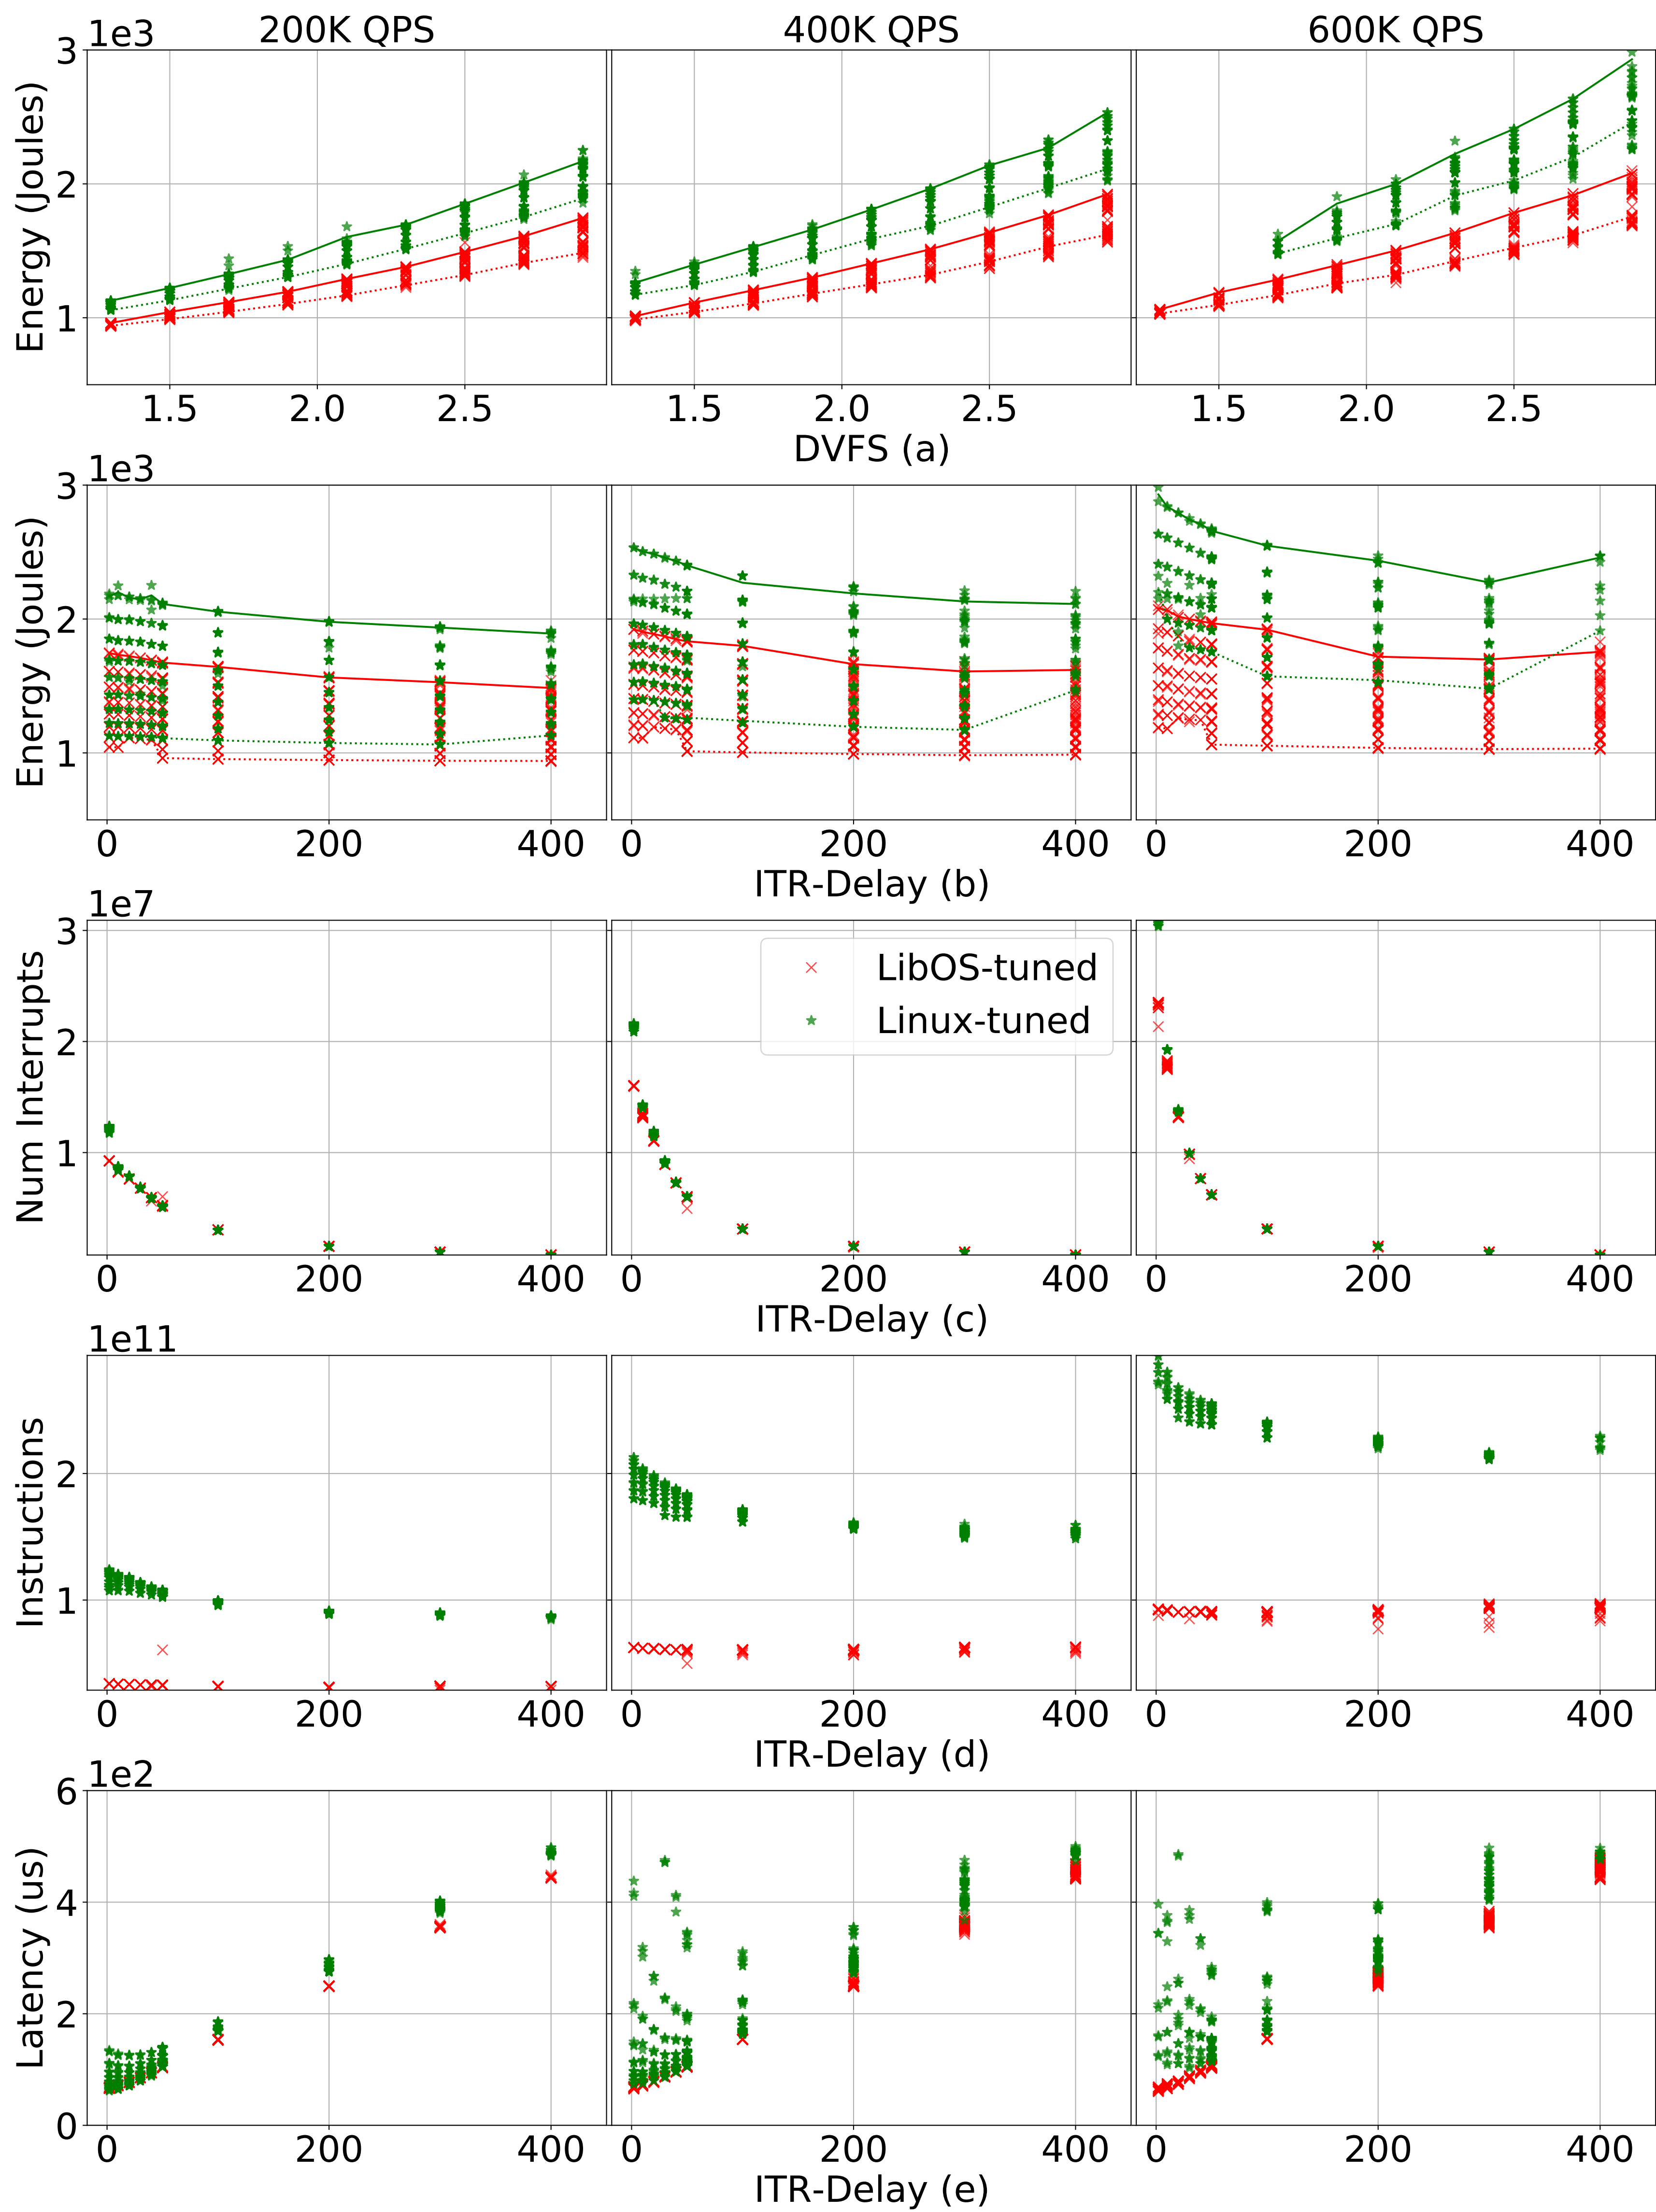 200K QPS 400K QPS 600K QPS
1e3
3
2
1
Energy (Joules)
1.5 2.0 2.5 1.5 2.0 2.5 1.5 2.0 2.5
DVFS (a)
1e3
3
2
1
Energy (Joules)
0 200 400 0 200 400 0 200 400
ITR-Delay (b)
1e7
3
2
1
Num Interrupts
LibOS-tuned
Linux-tuned
0 200 400 0 200 400 0 200 400
ITR-Delay (c)
1e11
2
1
Instructions
0 200 400 0 200 400 0 200 400
ITR-Delay (d)
1e2
6
4
2
0
Latency (us)
0 200 400 0 200 400 0 200 400
ITR-Delay (e)